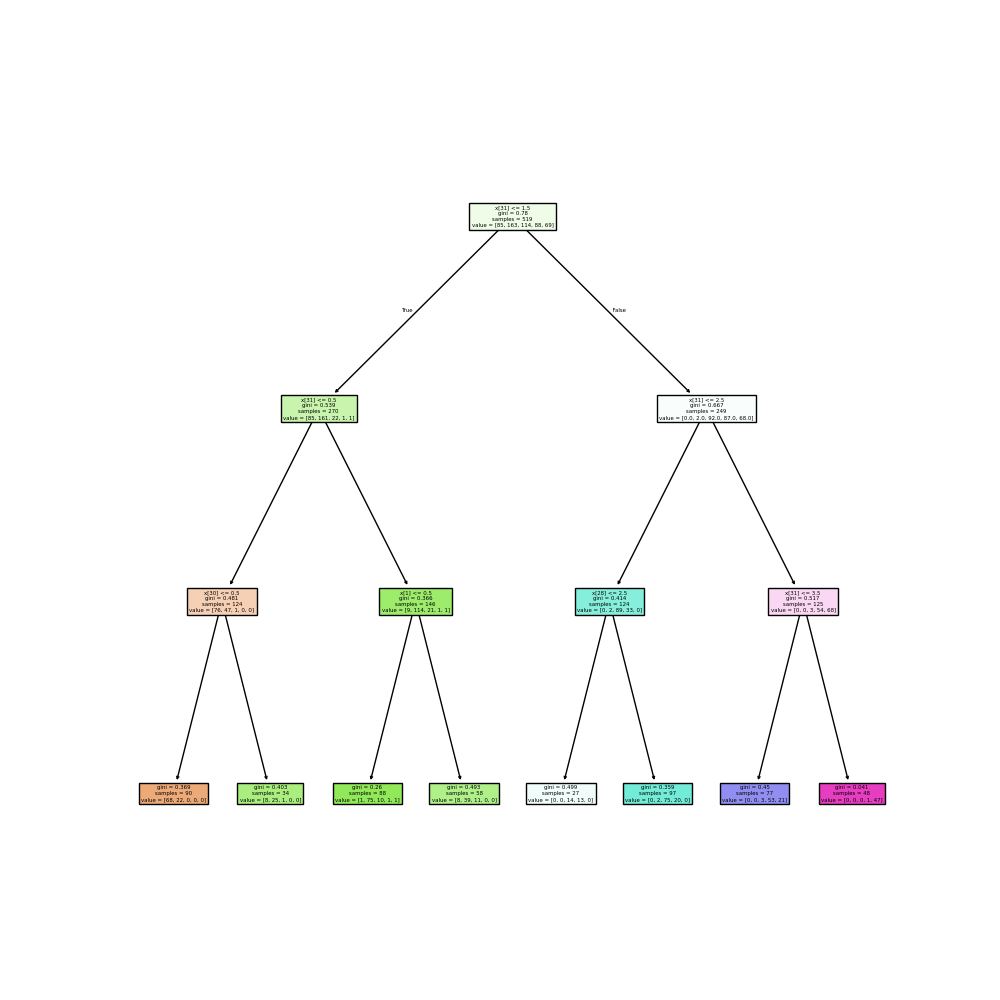 x[31] <= 1.5
gini = 0.78
samples = 519
value = [85, 163, 114, 88, 69]
True
False
x[31] <= 0.5
gini = 0.539
samples = 270
value = [85, 161, 22, 1, 1]
x[31] <= 2.5
gini = 0.667
samples = 249
value = [0.0, 2.0, 92.0, 87.0, 68.0]
x[30] <= 0.5
gini = 0.481
samples = 124
value = [76, 47, 1, 0, 0]
x[1] <= 0.5
gini = 0.366
samples = 146
value = [9, 114, 21, 1, 1]
x[28] <= 2.5
gini = 0.414
samples = 124
value = [0, 2, 89, 33, 0]
x[31] <= 3.5
gini = 0.517
samples = 125
value = [0, 0, 3, 54, 68]
gini = 0.369
samples = 90
value = [68, 22, 0, 0, 0]
gini = 0.403
samples = 34
value = [8, 25, 1, 0, 0]
gini = 0.26
samples = 88
value = [1, 75, 10, 1, 1]
gini = 0.493
samples = 58
value = [8, 39, 11, 0, 0]
gini = 0.499
samples = 27
value = [0, 0, 14, 13, 0]
gini = 0.359
samples = 97
value = [0, 2, 75, 20, 0]
gini = 0.45
samples = 77
value = [0, 0, 3, 53, 21]
gini = 0.041
samples = 48
value = [0, 0, 0, 1, 47]